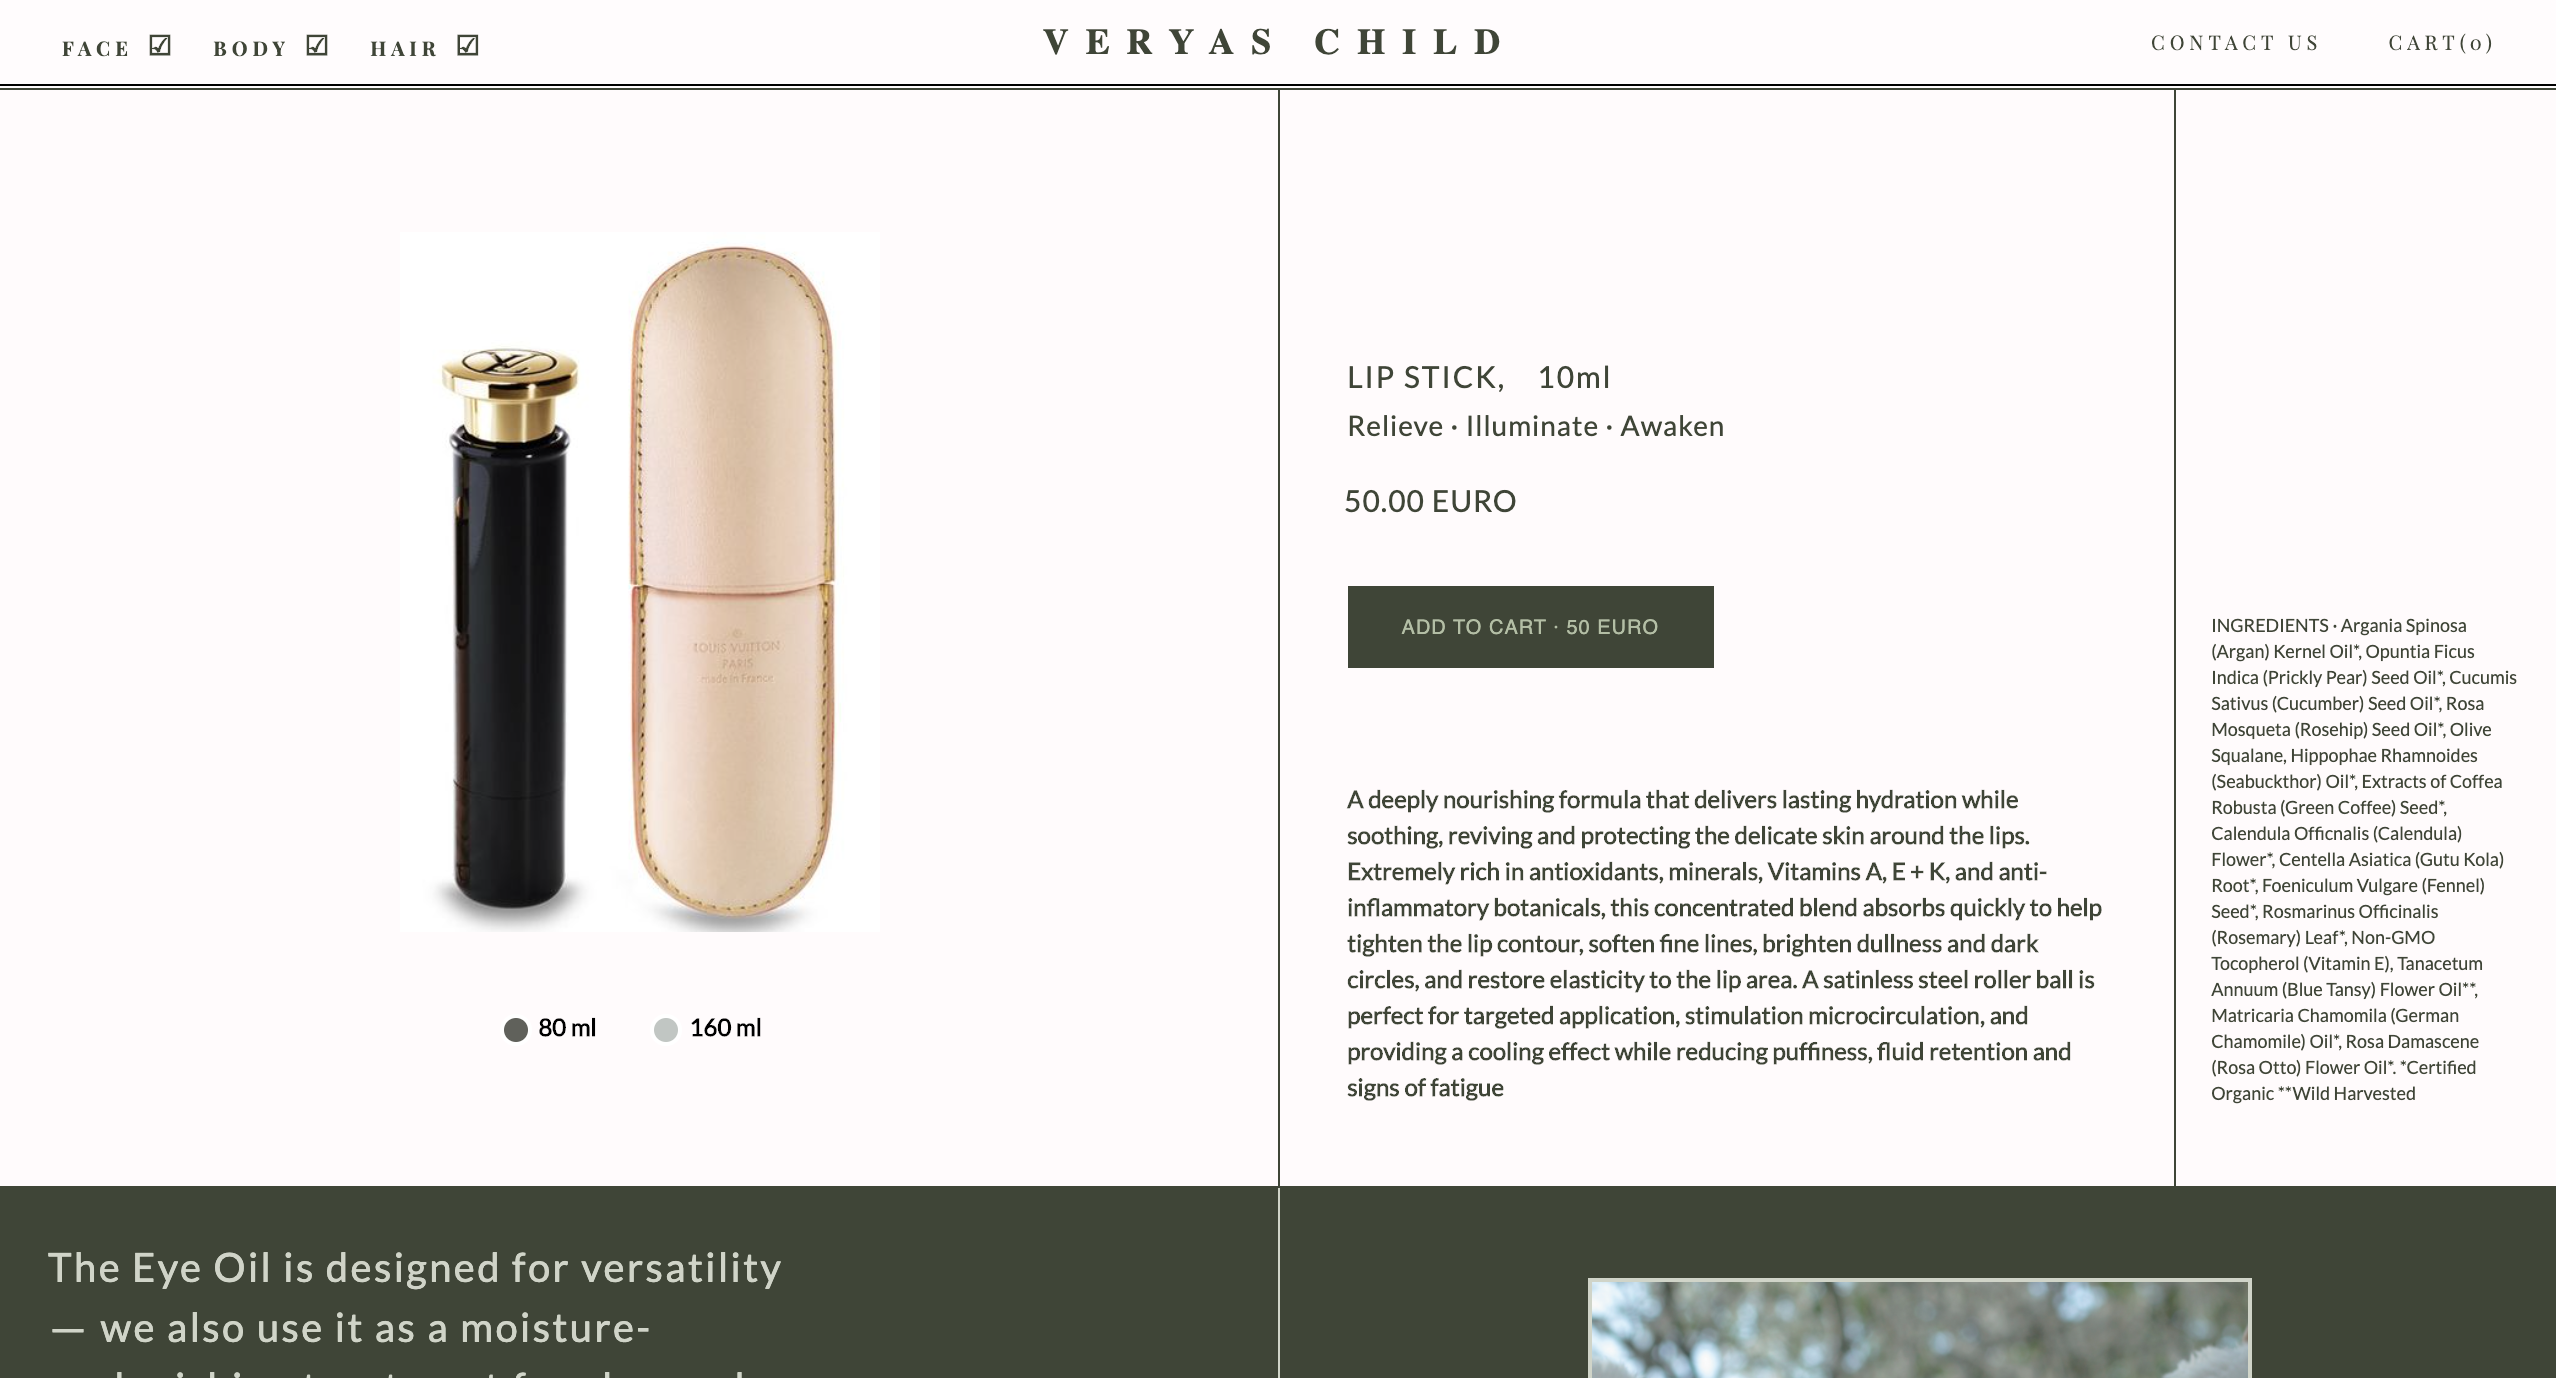 FACE ☑ BODY ☑ HAIR ☑
VERYAS CHILD
CONTACT US CART(0)
LOUIS VUITTON
PARIS
made in France
80 ml 160 ml
LIP STICK, 10ml
Relieve · Illuminate · Awaken
50.00 EURO
ADD TO CART · 50 EURO
A deeply nourishing formula that delivers lasting hydration while
soothing, reviving and protecting the delicate skin around the lips.
Extremely rich in antioxidants, minerals, Vitamins A, E + K, and anti-
inflammatory botanicals, this concentrated blend absorbs quickly to help
tighten the lip contour, soften fine lines, brighten dullness and dark
circles, and restore elasticity to the lip area. A satinless steel roller ball is
perfect for targeted application, stimulation microcirculation, and
providing a cooling effect while reducing puffiness, fluid retention and
signs of fatigue
INGREDIENTS · Argania Spinosa
(Argan) Kernel Oil*, Opuntia Ficus
Indica (Prickly Pear) Seed Oil*, Cucumis
Sativus (Cucumber) Seed Oil*, Rosa
Mosqueta (Rosehip) Seed Oil*, Olive
Squalane, Hippophae Rhamnoides
(Seabuckthor) Oil*, Extracts of Coffea
Robusta (Green Coffee) Seed*,
Calendula Officnalis (Calendula)
Flower*, Centella Asiatica (Gutu Kola)
Root*, Foeniculum Vulgare (Fennel)
Seed*, Rosmarinus Officinalis
(Rosemary) Leaf*, Non-GMO
Tocopherol (Vitamin E), Tanacetum
Annuum (Blue Tansy) Flower Oil**,
Matricaria Chamomila (German
Chamomile) Oil*, Rosa Damascene
(Rosa Otto) Flower Oil*. *Certified
Organic **Wild Harvested
The Eye Oil is designed for versatility
— we also use it as a moisture-